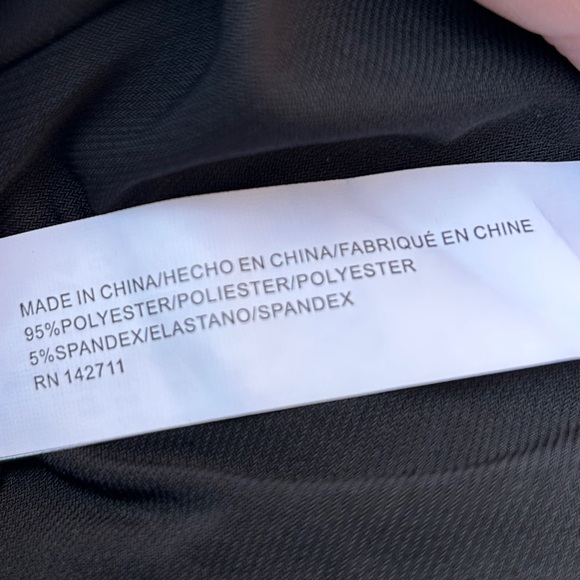 MADE IN CHINA/HECHO EN CHINA/FABRIQUÉ EN CHINE
95%POLYESTER/POLIESTER/POLYESTER
5%SPANDEX/ELASTANO/SPANDEX
RN 142711